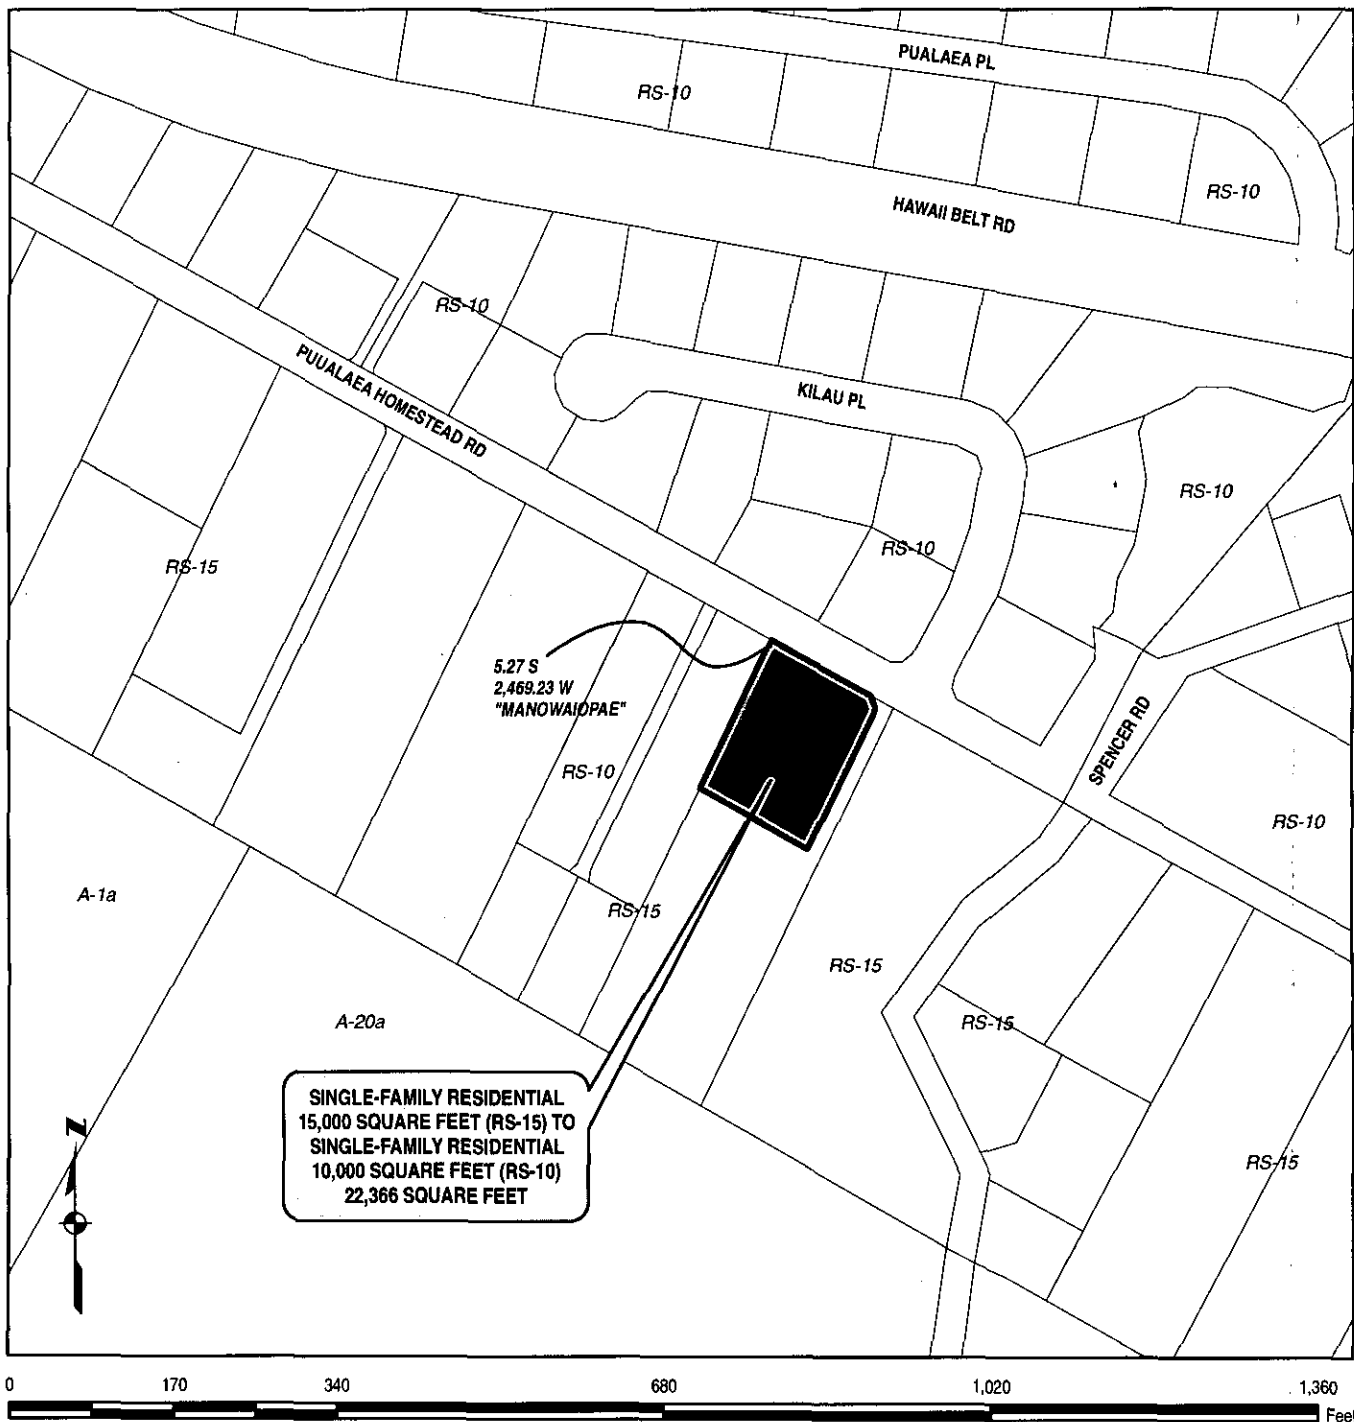 PUALAEA PL
RS-10
RS-10
HAWAII BELT RD
RS-10
PUUALAEA HOMESTEAD RD
KILAU PL
RS-10
RS-10
RS-15
5.27 S
2,469.23 W
"MANOWAIOPAE"
SPENCER RD
RS-10
RS-10
A-1a
RS-15
RS-15
A-20a
RS-15
SINGLE-FAMILY RESIDENTIAL
15,000 SQUARE FEET (RS-15) TO
SINGLE-FAMILY RESIDENTIAL
10,000 SQUARE FEET (RS-10)
22,366 SQUARE FEET
RS-15
N
0 170 340 680 1,020 1,360
Feet